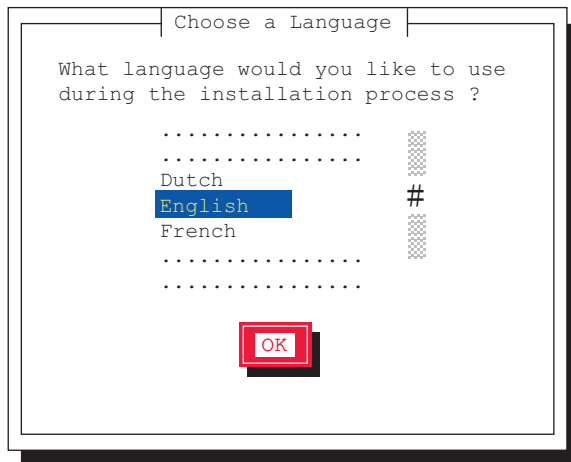 Choose a Language
What language would you like to use
during the installation process ?
................
................
Dutch
English
#
French
................
................
OK